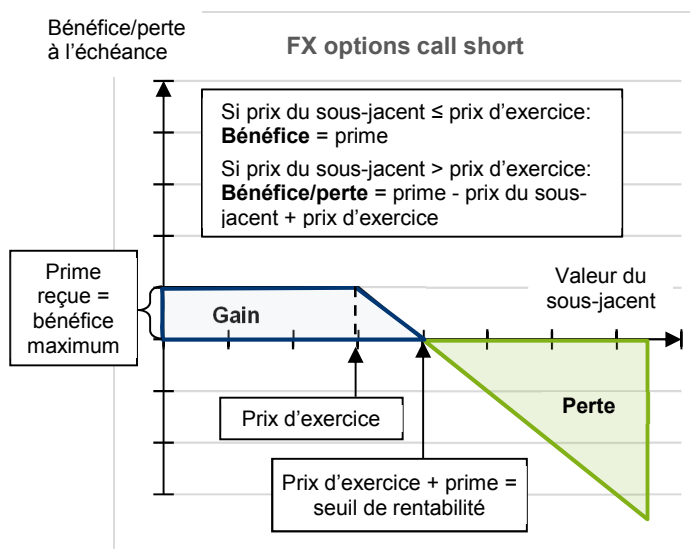 Bénéfice/perte
à l'échéance
FX options call short
Si prix du sous-jacent ≤ prix d'exercice:
Bénéfice = prime
Si prix du sous-jacent > prix d'exercice:
Bénéfice/perte = prime - prix du sous-
jacent + prix d'exercice
Prime
reçue =
bénéfice
maximum
Valeur du
sous-jacent
Gain
Perte
Prix d'exercice
Prix d'exercice + prime =
seuil de rentabilité